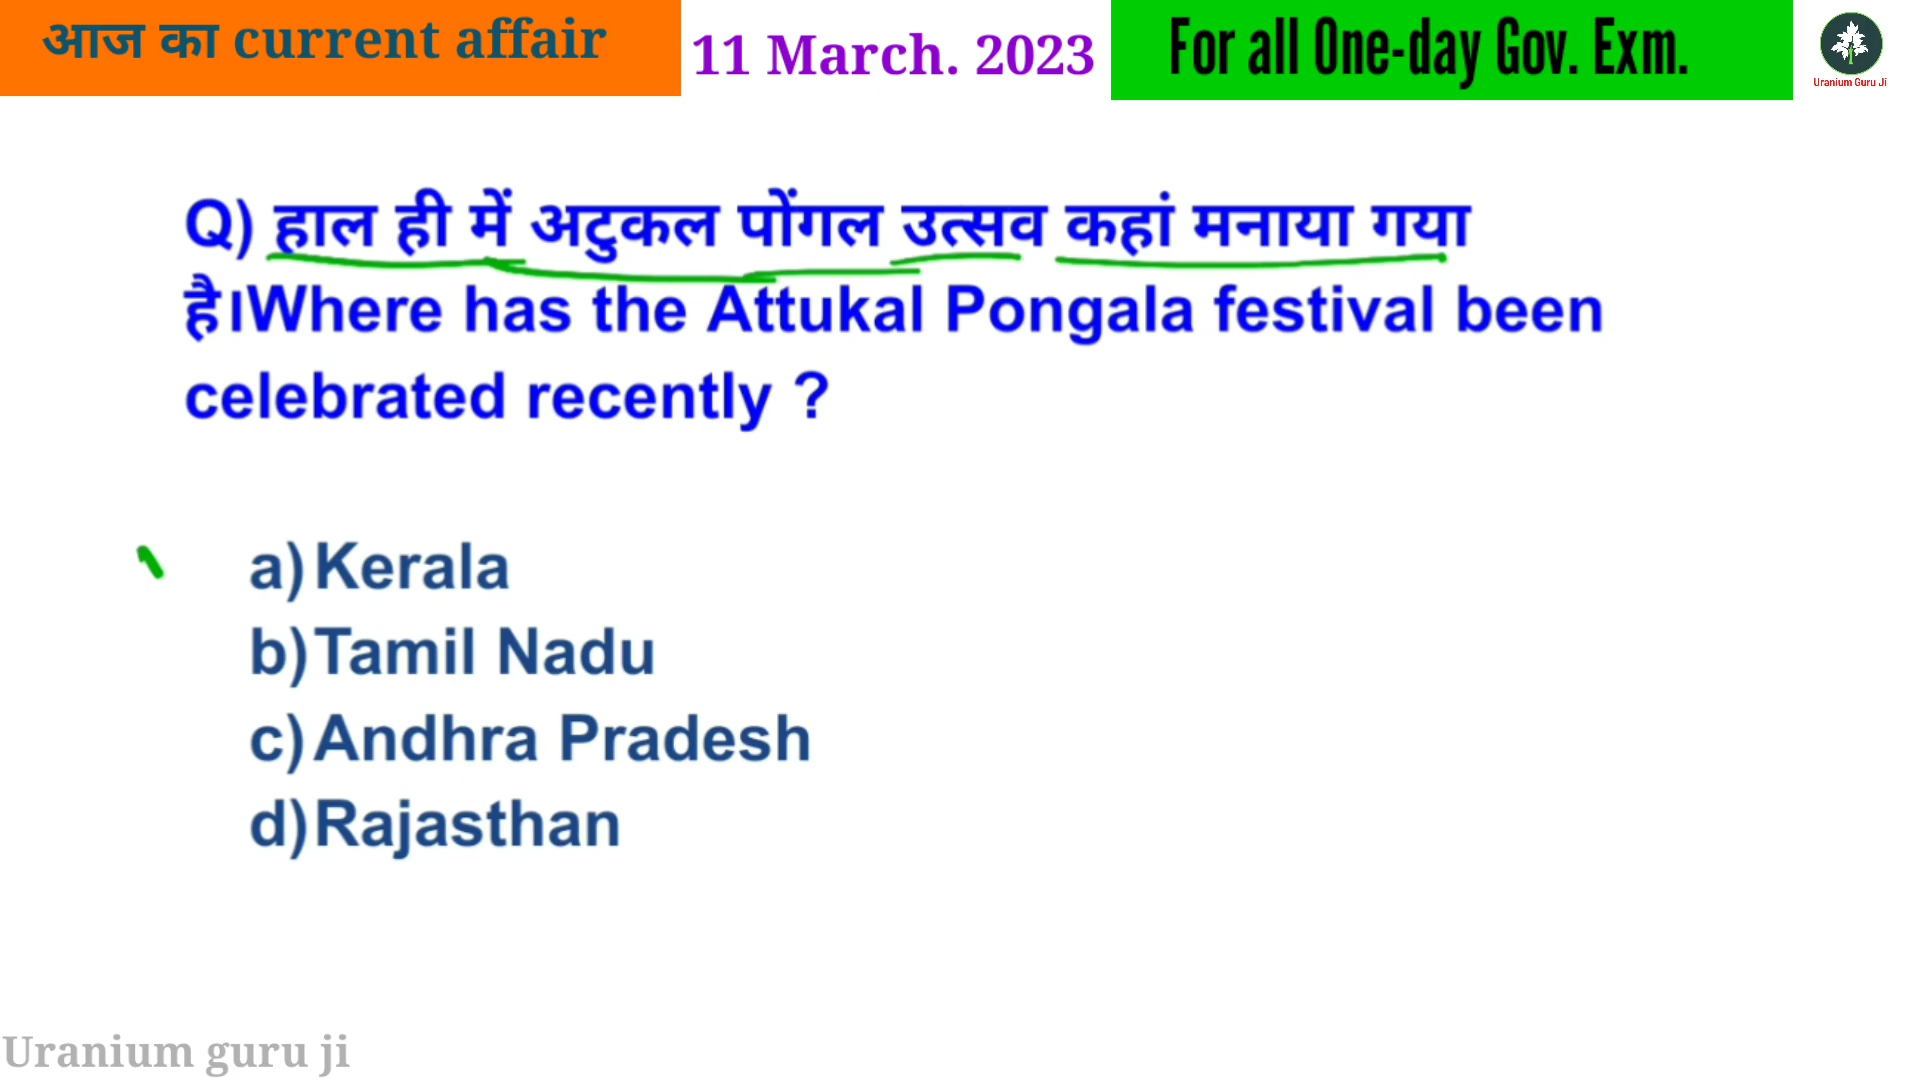 आज का current affair
11 March. 2023
For all One-day Gov. Exm.
Uranium Guru Ji
Q) हाल ही में अटुकल पोंगल उत्सव कहां मनाया गया
है।Where has the Attukal Pongala festival been
celebrated recently ?
a) Kerala
b) Tamil Nadu
c) Andhra Pradesh
d) Rajasthan
Uranium guru ji